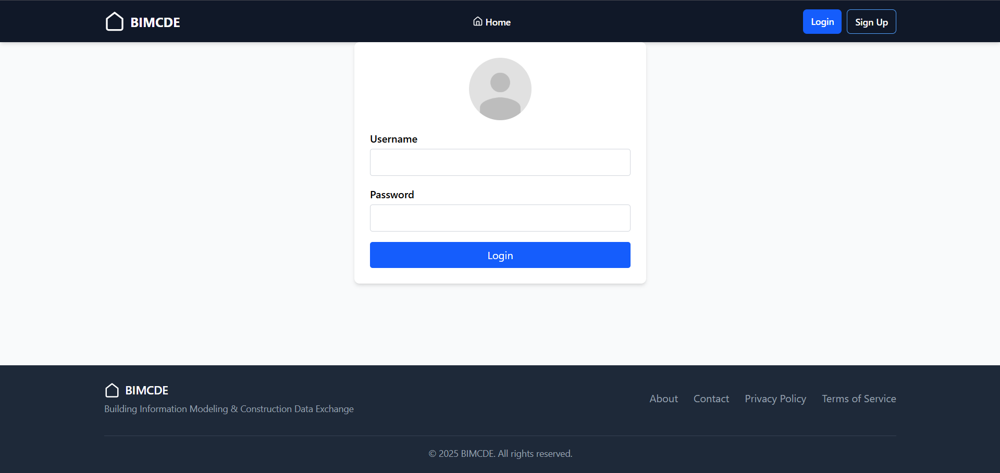 BIMCDE
Home
Login
Sign Up
Username
Password
Login
BIMCDE
Building Information Modeling & Construction Data Exchange
About
Contact
Privacy Policy
Terms of Service
© 2025 BIMCDE. All rights reserved.